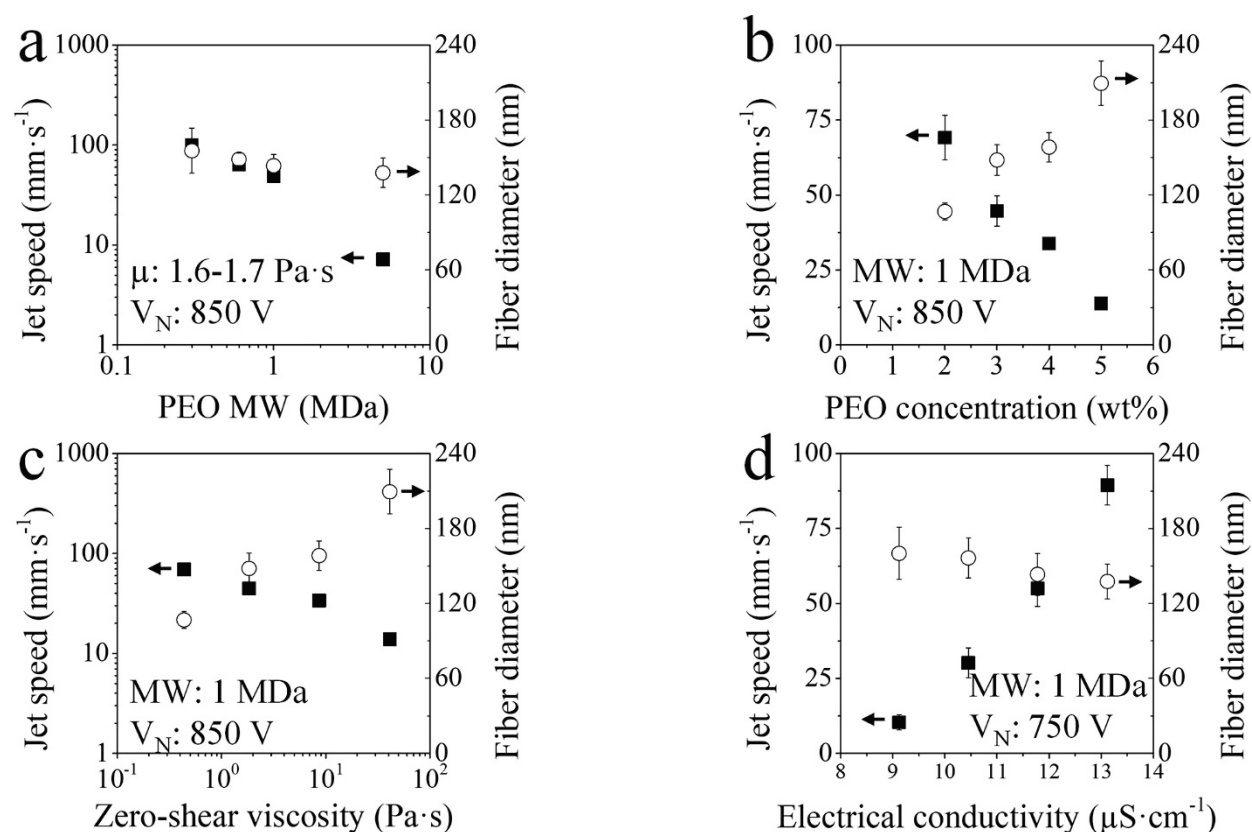 a
1000
100
10
1
Jet speed (mm·s⁻¹)
240
180
120
60
0
Fiber diameter (nm)
μ: 1.6-1.7 Pa·s
V_N: 850 V
0.1
1
10
PEO MW (MDa)
b
100
75
50
25
0
Jet speed (mm·s⁻¹)
240
180
120
60
0
Fiber diameter (nm)
MW: 1 MDa
V_N: 850 V
0 1 2 3 4 5 6
PEO concentration (wt%)
c
1000
100
10
1
Jet speed (mm·s⁻¹)
240
180
120
60
0
Fiber diameter (nm)
MW: 1 MDa
V_N: 850 V
10⁻¹ 10⁰ 10¹ 10²
Zero-shear viscosity (Pa·s)
d
100
75
50
25
0
Jet speed (mm·s⁻¹)
240
180
120
60
0
Fiber diameter (nm)
MW: 1 MDa
V_N: 750 V
8 9 10 11 12 13 14
Electrical conductivity (μS·cm⁻¹)